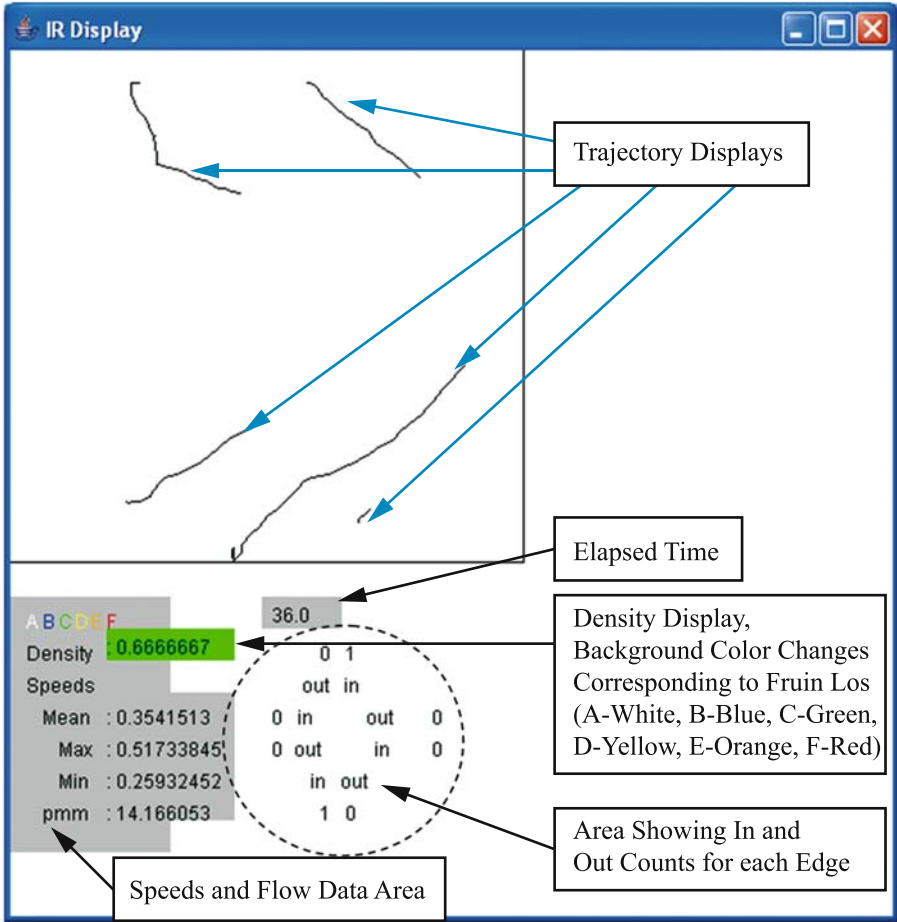 IR Display
Trajectory Displays
Elapsed Time
36.0
A B C D E F
Density : 0.6666667
Speeds
Mean : 0.3541513
Max : 0.51733845
Min : 0.25932452
pmm : 14.166053
0 1
out in
0 in out 0
0 out in 0
in out
1 0
Density Display,
Background Color Changes
Corresponding to Fruin Los
(A-White, B-Blue, C-Green,
D-Yellow, E-Orange, F-Red)
Area Showing In and
Out Counts for each Edge
Speeds and Flow Data Area